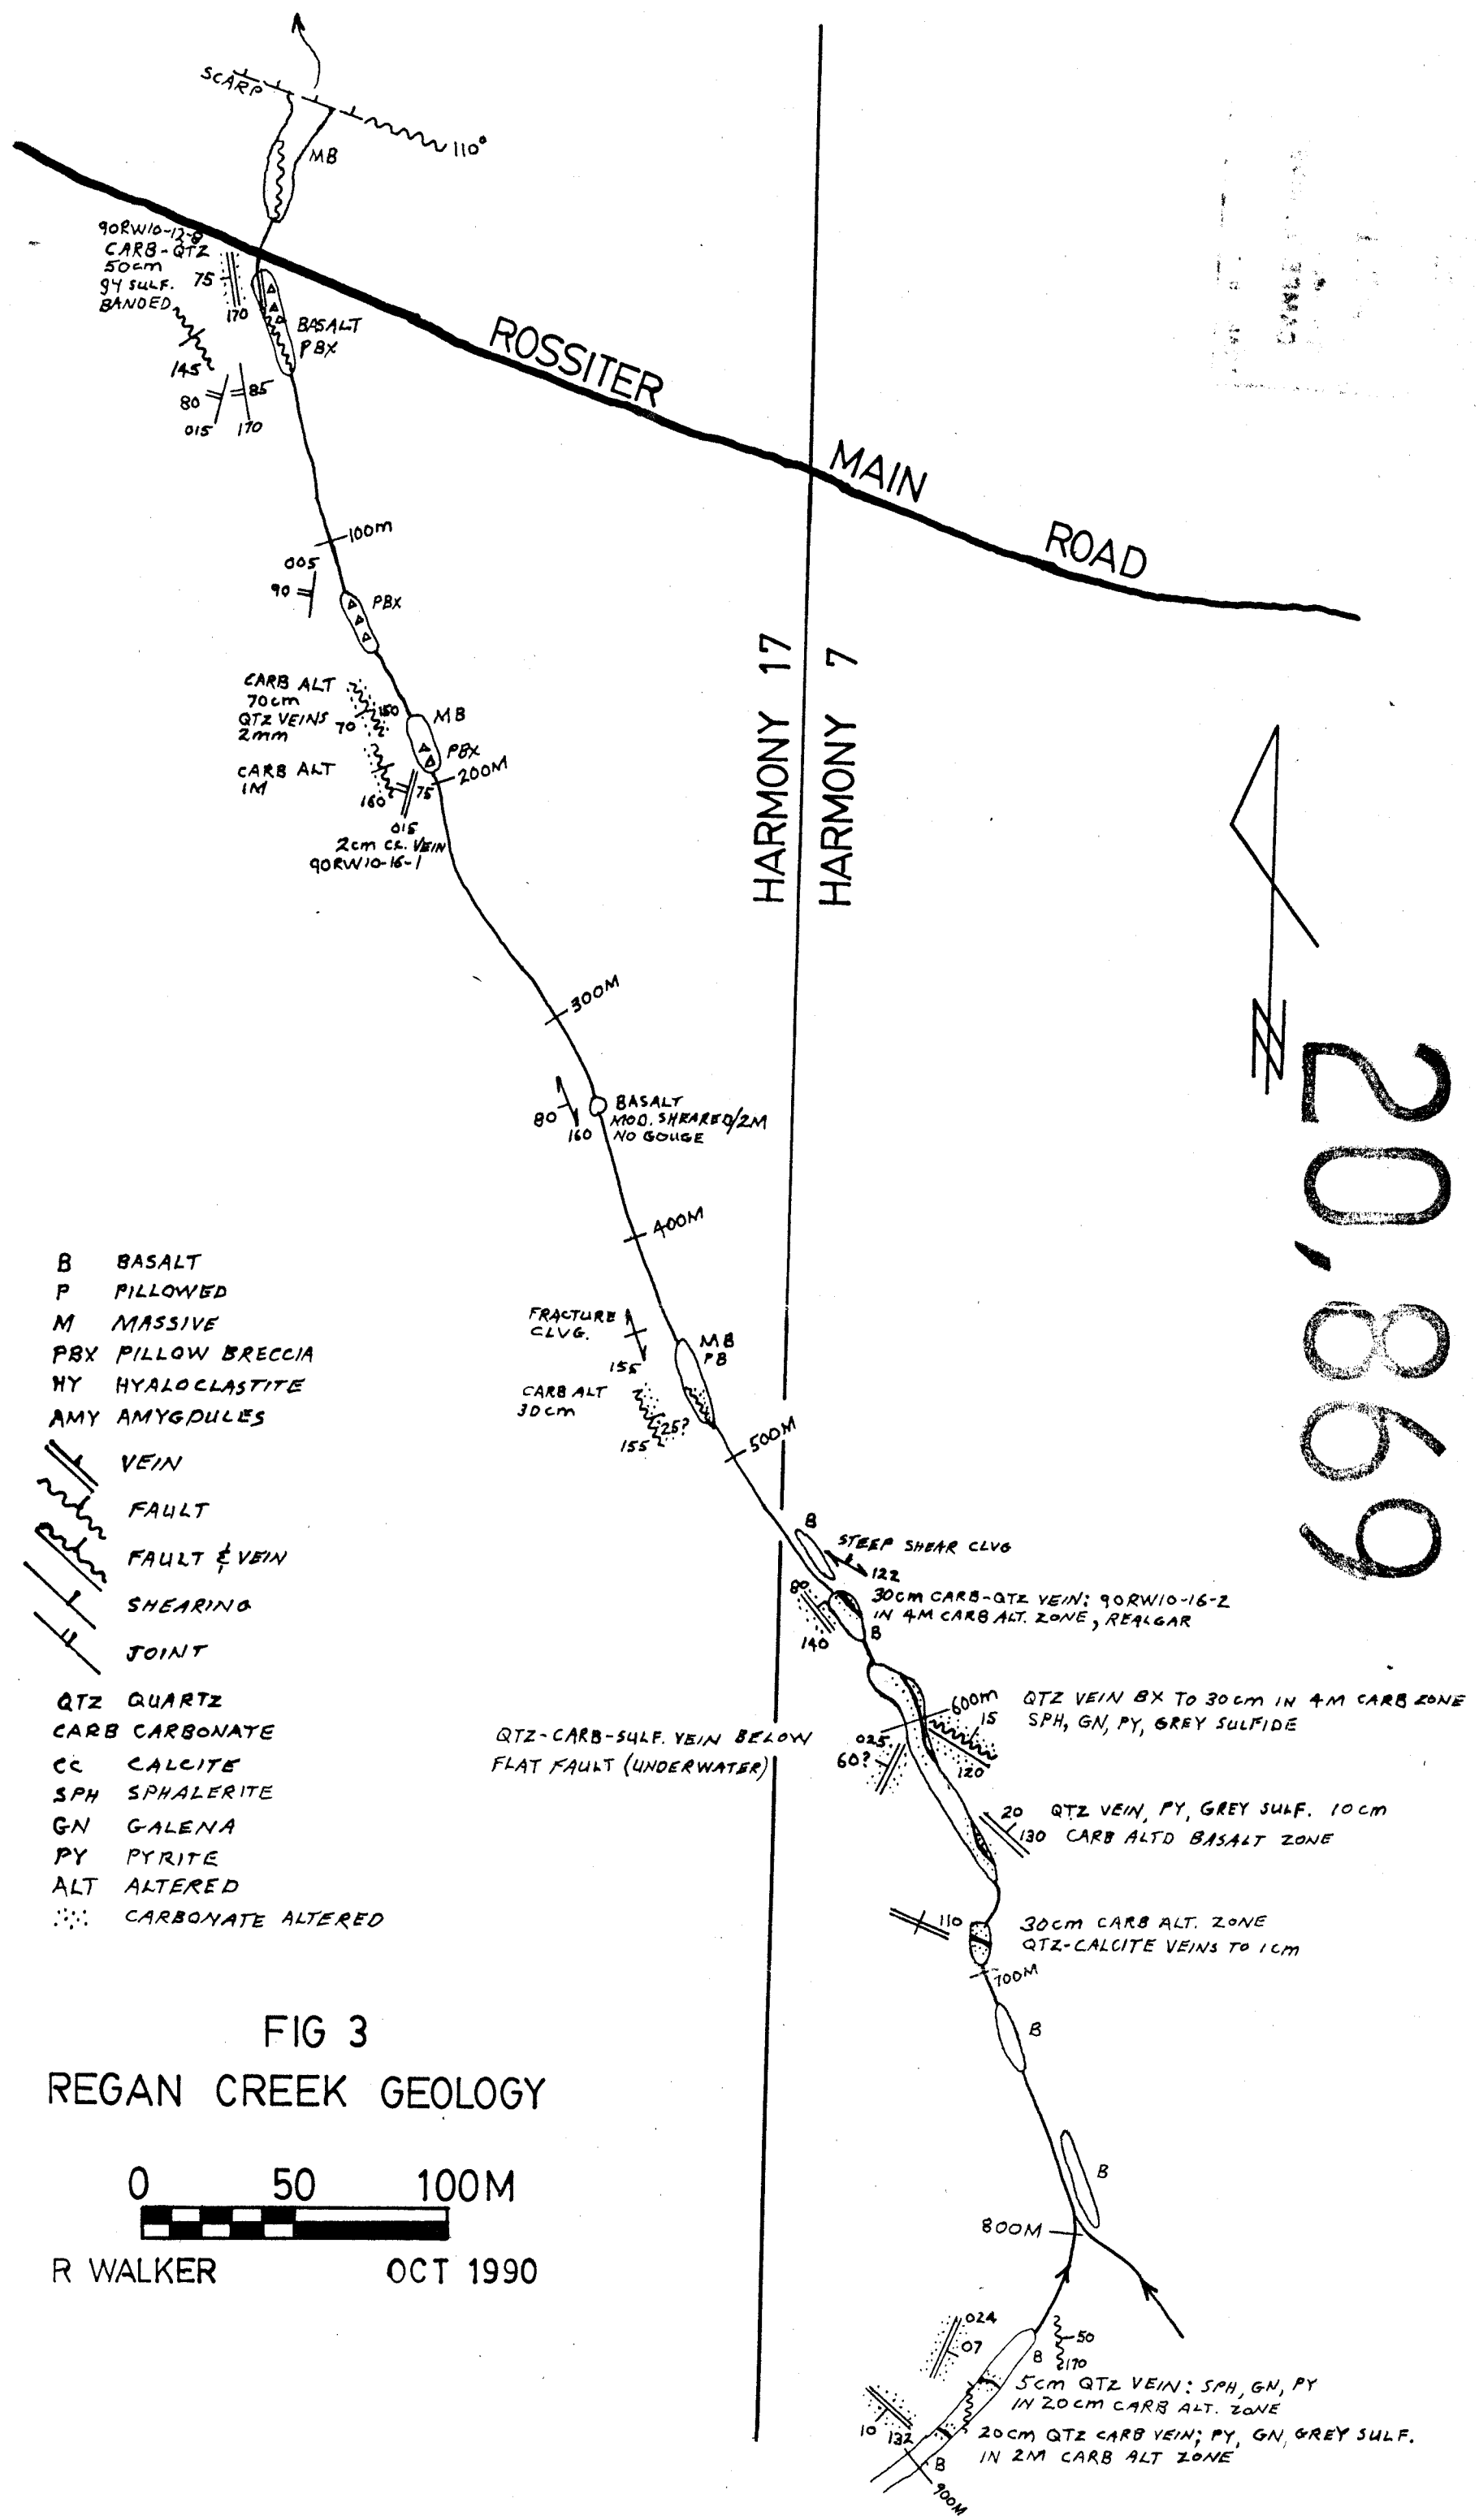 SCARP
110°
MB
90RW10-12-8
CARB-QTZ
50cm
gy SULF.
BANDED
75
170
BASALT
PBX
145
80
85
015
170
ROSSITER
MAIN
ROAD
100m
005
90
PBX
HARMONY 17
HARMONY 7
CARB ALT
70cm
QTZ VEINS
2mm
150
70
MB
PBX
200M
CARB ALT
1M
160
75
015
2cm CC. VEIN
90RW10-16-1
300M
20,869
80
160
BASALT
MOD. SHEARED/2M
NO GOUGE
400M
B BASALT
P PILLOWED
M MASSIVE
PBX PILLOW BRECCIA
HY HYALOCLASTITE
AMY AMYGDULES
VEIN
FAULT
FAULT & VEIN
SHEARING
JOINT
QTZ QUARTZ
CARB CARBONATE
CC CALCITE
SPH SPHALERITE
GN GALENA
PY PYRITE
ALT ALTERED
CARBONATE ALTERED
FRACTURE
CLVG.
155
MB
PB
CARB ALT
30cm
25?
155
500M
B
STEEP SHEAR CLVG
122
80
140
30cm CARB-QTZ VEIN: 90RW10-16-2
IN 4M CARB ALT. ZONE, REALGAR
B
600m
QTZ VEIN BX TO 30cm IN 4M CARB ZONE
SPH, GN, PY, GREY SULFIDE
15
120
QTZ-CARB-SULF. VEIN BELOW
FLAT FAULT (UNDERWATER)
025
60?
20
130
QTZ VEIN, PY, GREY SULF. 10cm
CARB ALTD BASALT ZONE
110
30cm CARB ALT. ZONE
QTZ-CALCITE VEINS TO 1cm
700M
B
B
800M
FIG 3
REGAN CREEK GEOLOGY
0 50 100M
R WALKER OCT 1990
024
07
50
170
B
5cm QTZ VEIN: SPH, GN, PY
IN 20cm CARB ALT. ZONE
10
132
20cm QTZ CARB VEIN; PY, GN, GREY SULF.
IN 2M CARB ALT ZONE
B
900M